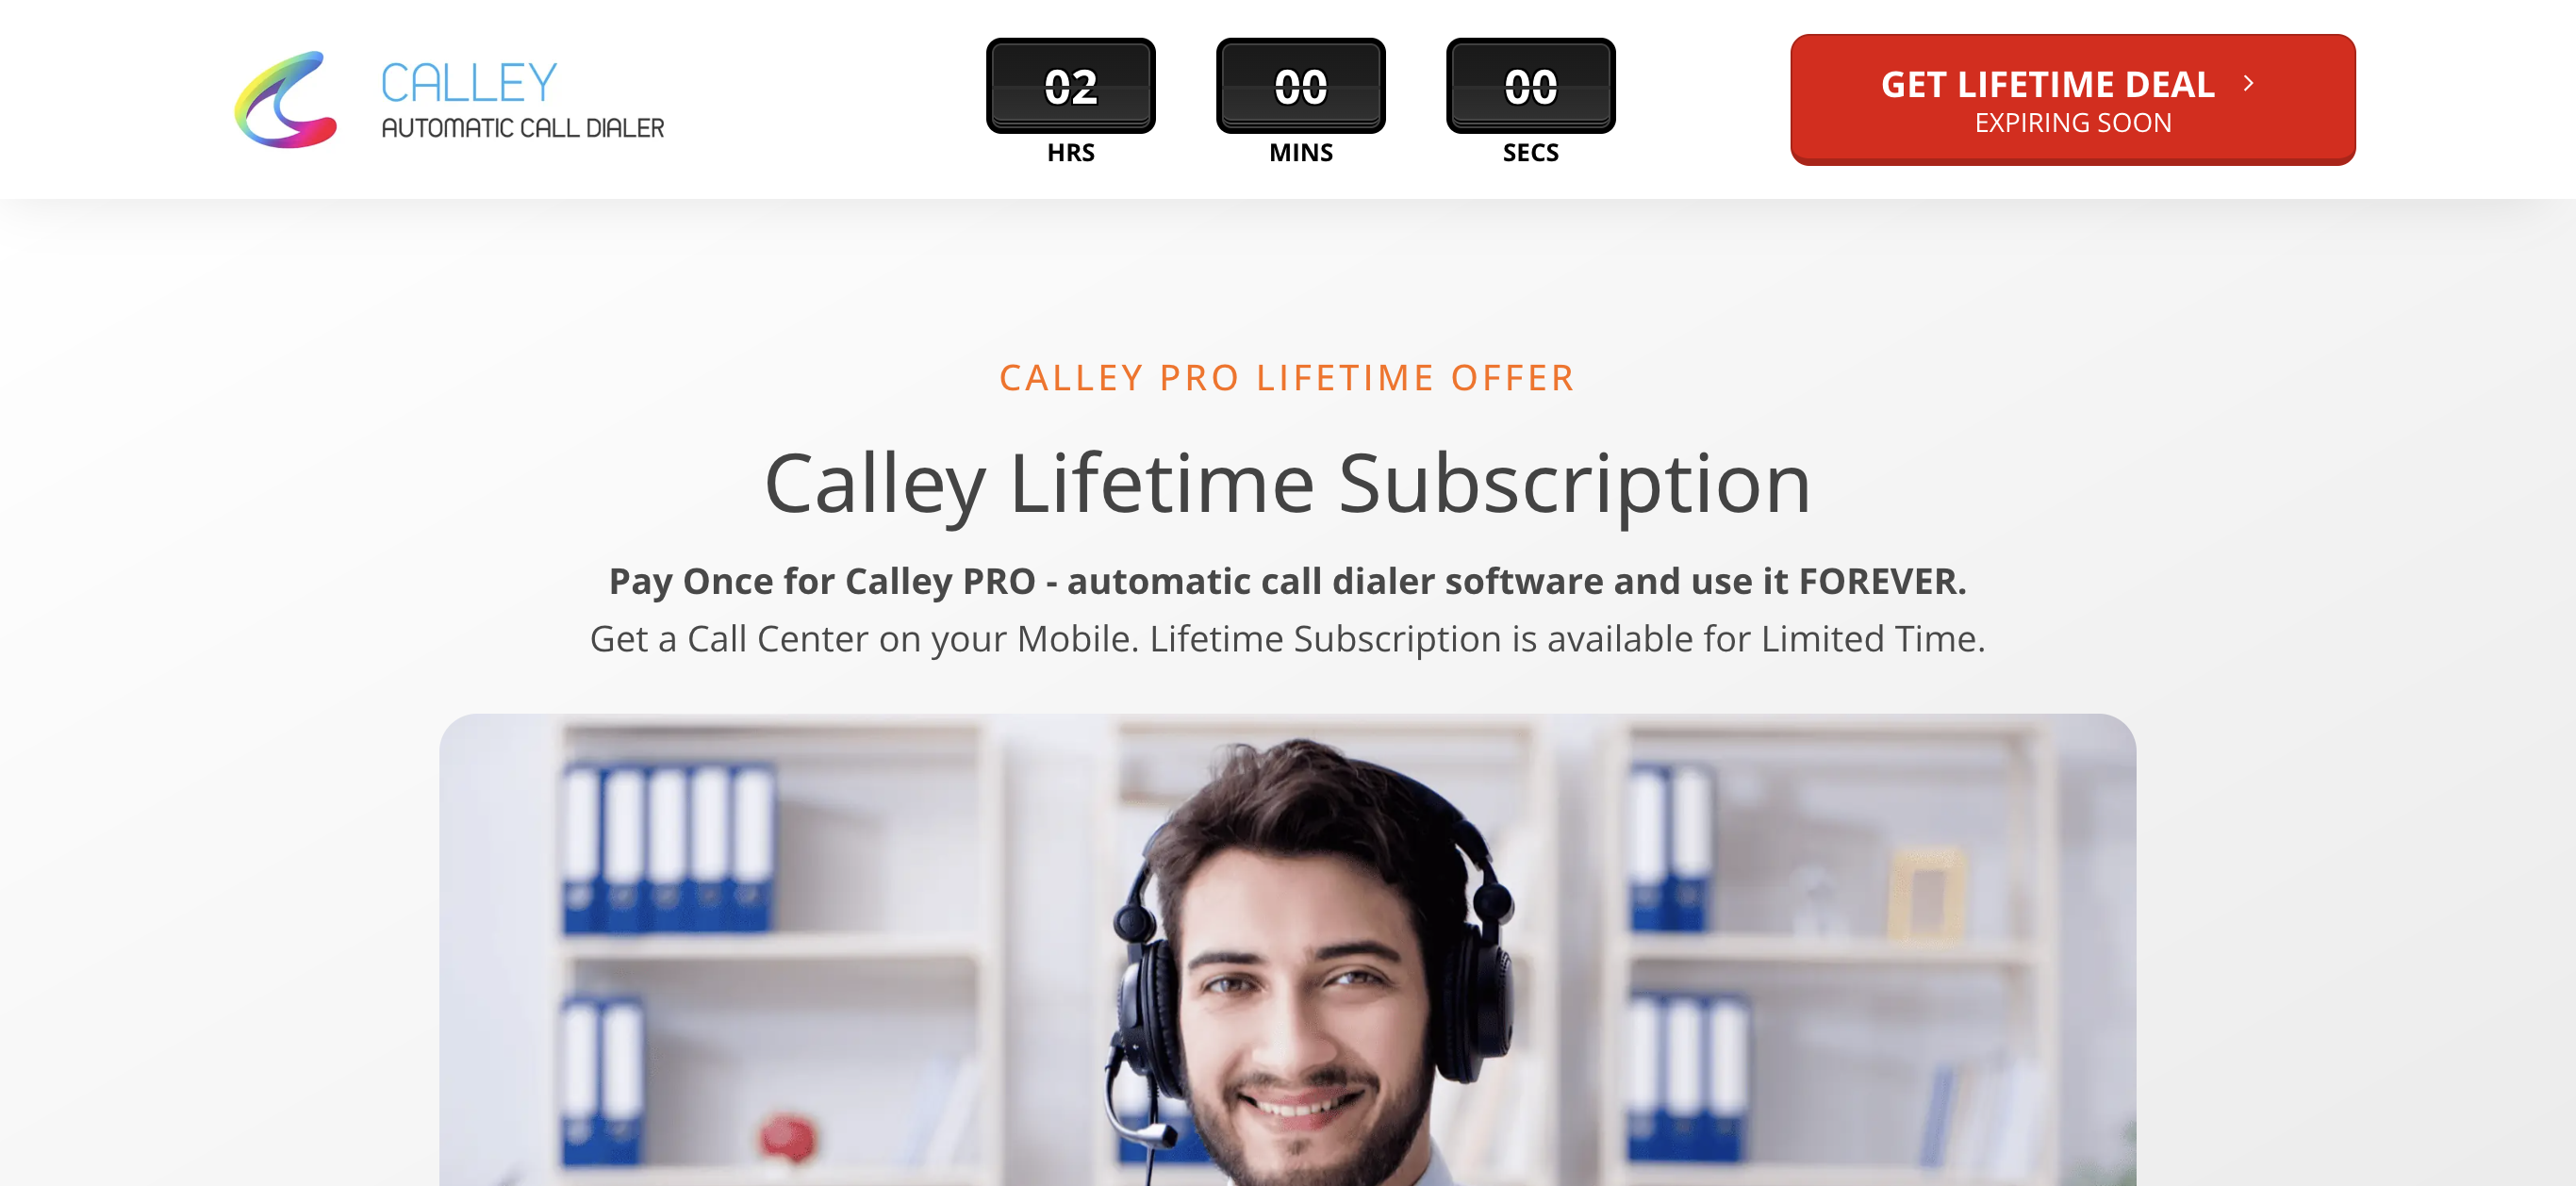 CALLEY
AUTOMATIC CALL DIALER
02 00 00
HRS MINS SECS
GET LIFETIME DEAL
EXPIRING SOON
CALLEY PRO LIFETIME OFFER
Calley Lifetime Subscription
Pay Once for Calley PRO - automatic call dialer software and use it FOREVER.
Get a Call Center on your Mobile. Lifetime Subscription is available for Limited Time.